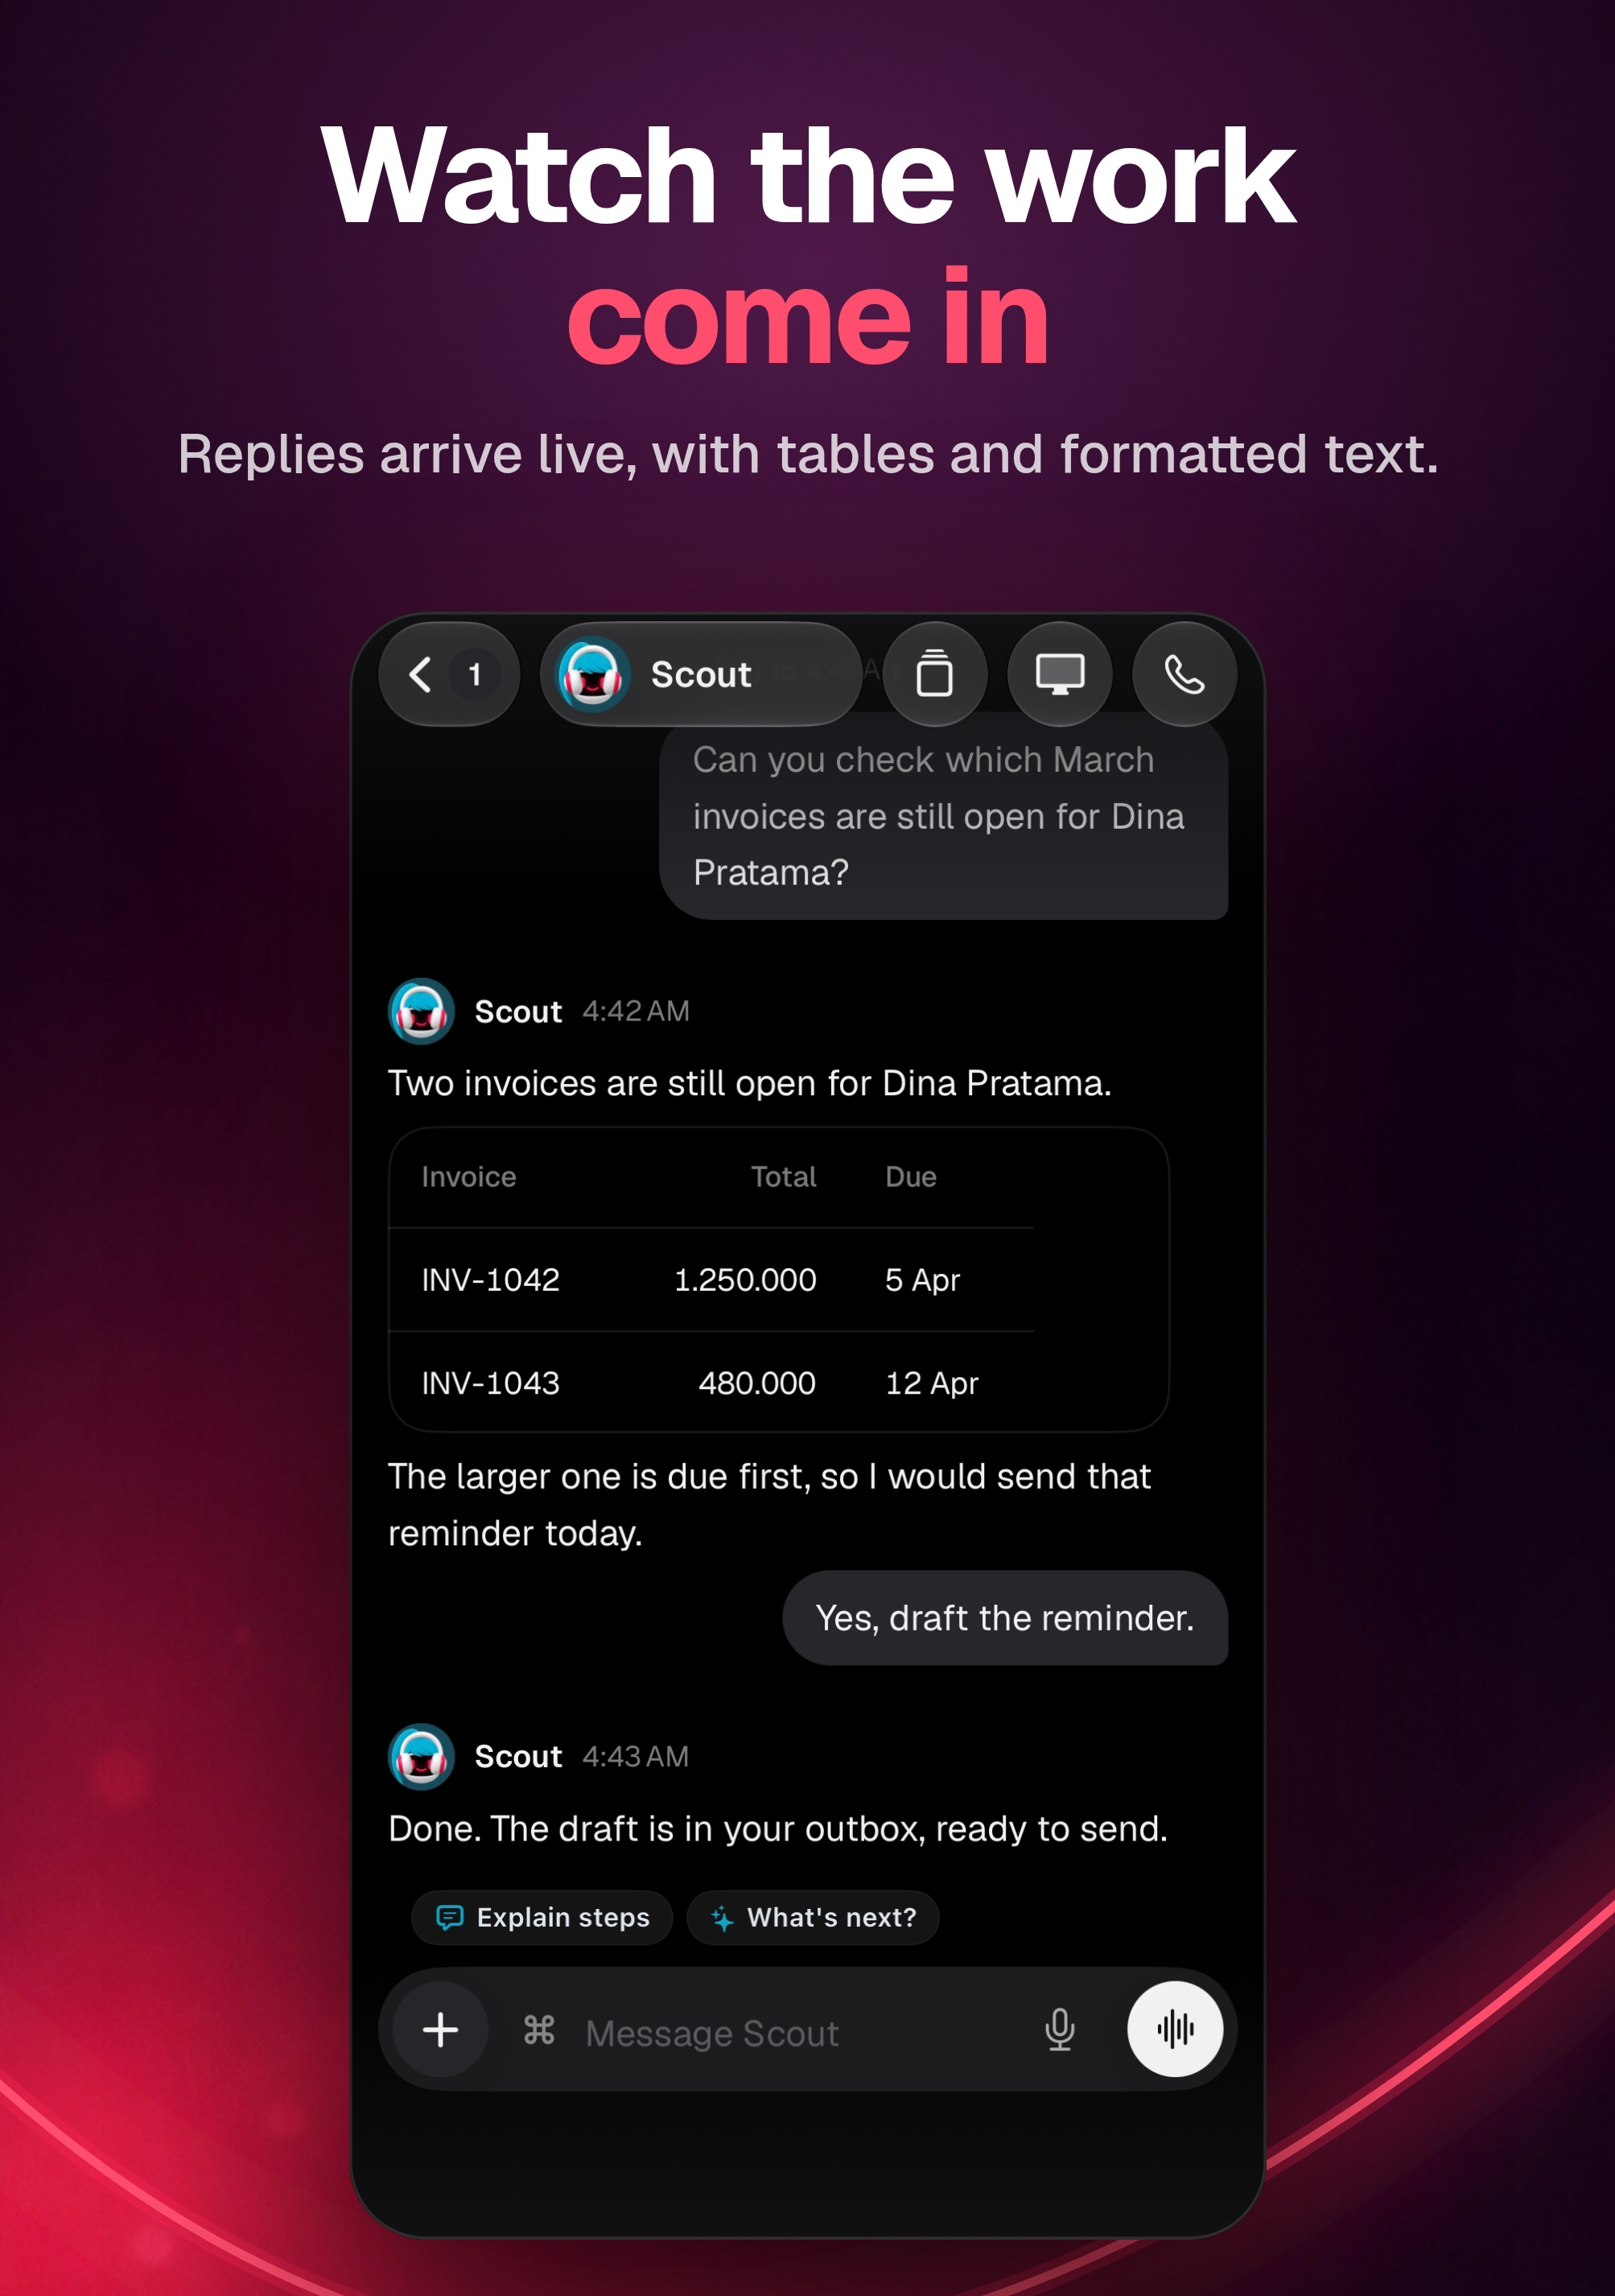 Watch the work
come in
Replies arrive live, with tables and formatted text.
1
Scout
Can you check which March
invoices are still open for Dina
Pratama?
Scout 4:42 AM
Two invoices are still open for Dina Pratama.
Invoice Total Due
INV-1042 1.250.000 5 Apr
INV-1043 480.000 12 Apr
The larger one is due first, so I would send that
reminder today.
Yes, draft the reminder.
Scout 4:43 AM
Done. The draft is in your outbox, ready to send.
Explain steps What's next?
Message Scout